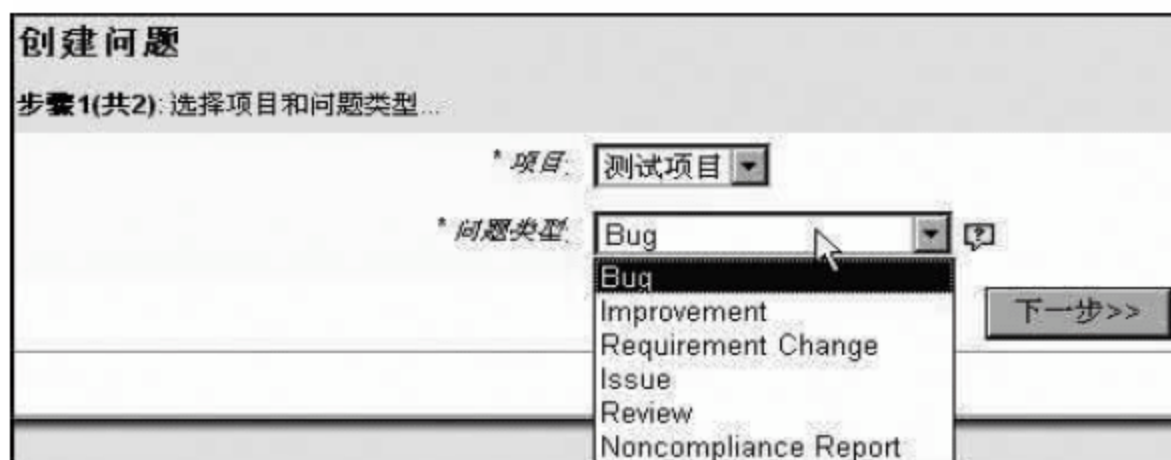 创建问题
步骤1(共2): 选择项目和问题类型...
* 项目: 测试项目
* 问题类型: Bug
Bug
Improvement
下一步>>
Requirement Change
Issue
Review
Noncompliance Report